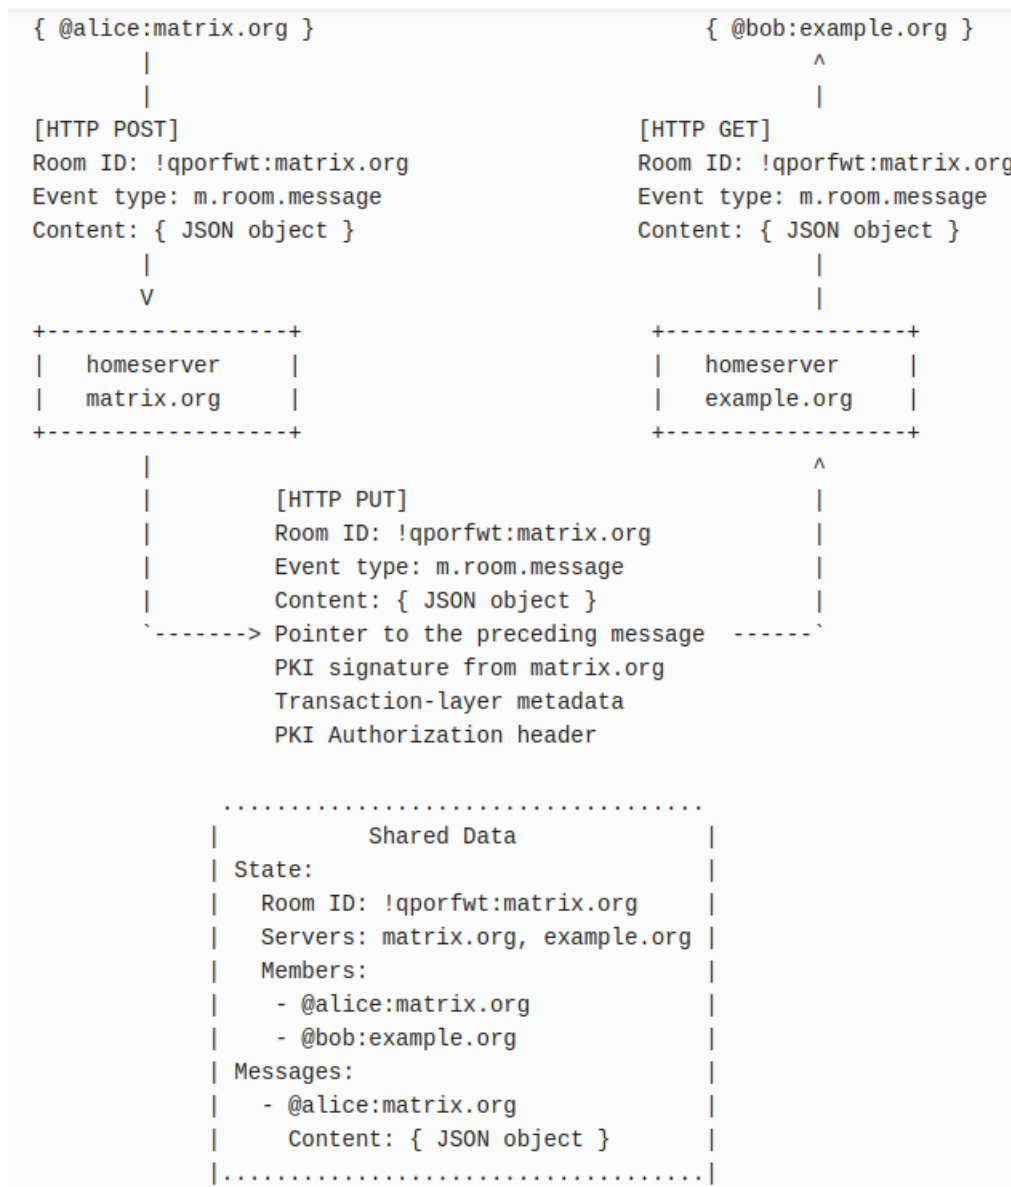 { @alice:matrix.org }                             { @bob:example.org }
        |                                                 ^
        |                                                 |
[HTTP POST]                                  [HTTP GET]
Room ID: !qporfwt:matrix.org                 Room ID: !qporfwt:matrix.org
Event type: m.room.message                   Event type: m.room.message
Content: { JSON object }                     Content: { JSON object }
        |                                                 |
        V                                                 |
+------------------+                          +------------------+
|   homeserver     |                          |   homeserver     |
|   matrix.org     |                          |   example.org    |
+------------------+                          +------------------+
        |                                                 ^
        |         [HTTP PUT]                              |
        |         Room ID: !qporfwt:matrix.org            |
        |         Event type: m.room.message              |
        |         Content: { JSON object }                |
        `-------> Pointer to the preceding message  ------`
                  PKI signature from matrix.org
                  Transaction-layer metadata
                  PKI Authorization header

              ....................................
             |           Shared Data              |
             | State:                             |
             |   Room ID: !qporfwt:matrix.org     |
             |   Servers: matrix.org, example.org |
             |   Members:                         |
             |    - @alice:matrix.org             |
             |    - @bob:example.org              |
             | Messages:                          |
             |   - @alice:matrix.org              |
             |     Content: { JSON object }       |
             |....................................|